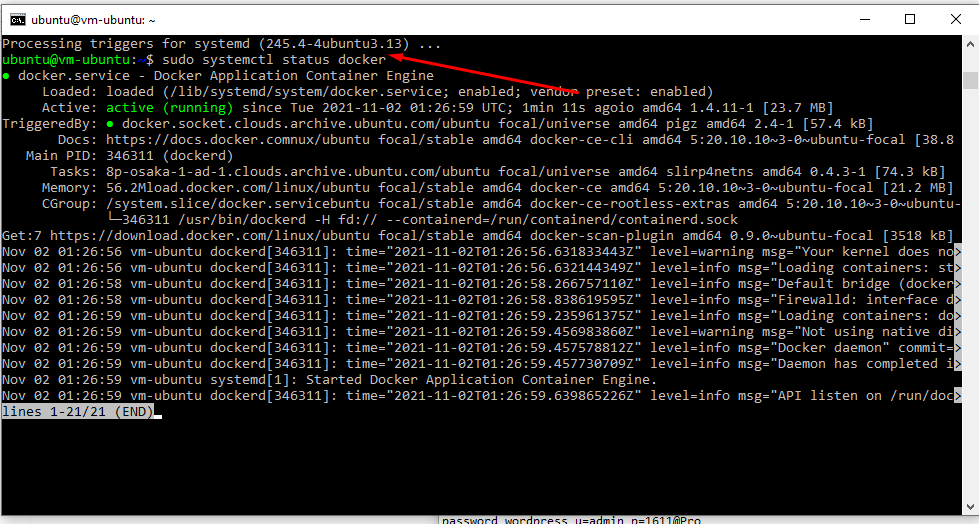 ubuntu@vm-ubuntu: ~
Processing triggers for systemd (245.4-4ubuntu3.13) ...
ubuntu@vm-ubuntu:~$ sudo systemctl status docker
● docker.service - Docker Application Container Engine
Loaded: loaded (/lib/systemd/system/docker.service; enabled; vendor preset: enabled)
Active: active (running) since Tue 2021-11-02 01:26:59 UTC; 1min 11s agoio amd64 1.4.11-1 [23.7 MB]
TriggeredBy: ● docker.socket.clouds.archive.ubuntu.com/ubuntu focal/universe amd64 pigz amd64 2.4-1 [57.4 kB]
Docs: https://docs.docker.comnux/ubuntu focal/stable amd64 docker-ce-cli amd64 5:20.10.10~3-0~ubuntu-focal [38.8
Main PID: 346311 (dockerd)
Tasks: 8p-osaka-1-ad-1.clouds.archive.ubuntu.com/ubuntu focal/universe amd64 slirp4netns amd64 0.4.3-1 [74.3 kB]
Memory: 56.2Mload.docker.com/linux/ubuntu focal/stable amd64 docker-ce amd64 5:20.10.10~3-0~ubuntu-focal [21.2 MB]
CGroup: /system.slice/docker.servicebuntu focal/stable amd64 docker-ce-rootless-extras amd64 5:20.10.10~3-0~ubuntu-
└─346311 /usr/bin/dockerd -H fd:// --containerd=/run/containerd/containerd.sock
Get:7 https://download.docker.com/linux/ubuntu focal/stable amd64 docker-scan-plugin amd64 0.9.0~ubuntu-focal [3518 kB]
Nov 02 01:26:56 vm-ubuntu dockerd[346311]: time="2021-11-02T01:26:56.631833443Z" level=warning msg="Your kernel does no>
Nov 02 01:26:56 vm-ubuntu dockerd[346311]: time="2021-11-02T01:26:56.632144349Z" level=info msg="Loading containers: st>
Nov 02 01:26:58 vm-ubuntu dockerd[346311]: time="2021-11-02T01:26:58.266757110Z" level=info msg="Default bridge (docker>
Nov 02 01:26:58 vm-ubuntu dockerd[346311]: time="2021-11-02T01:26:58.838619595Z" level=info msg="Firewalld: interface d>
Nov 02 01:26:59 vm-ubuntu dockerd[346311]: time="2021-11-02T01:26:59.235961375Z" level=info msg="Loading containers: do>
Nov 02 01:26:59 vm-ubuntu dockerd[346311]: time="2021-11-02T01:26:59.456983860Z" level=warning msg="Not using native di>
Nov 02 01:26:59 vm-ubuntu dockerd[346311]: time="2021-11-02T01:26:59.457578812Z" level=info msg="Docker daemon" commit=>
Nov 02 01:26:59 vm-ubuntu dockerd[346311]: time="2021-11-02T01:26:59.457730709Z" level=info msg="Daemon has completed i>
Nov 02 01:26:59 vm-ubuntu systemd[1]: Started Docker Application Container Engine.
Nov 02 01:26:59 vm-ubuntu dockerd[346311]: time="2021-11-02T01:26:59.639865226Z" level=info msg="API listen on /run/doc>
lines 1-21/21 (END)
password wordpress u=admin p=1611@Pro